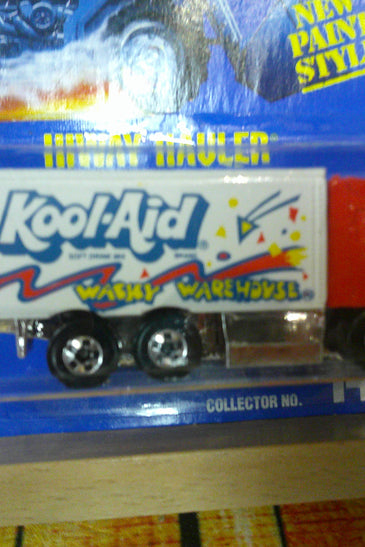 NEW
PAINT
STYLE
HIWAY HAULER
Kool-Aid®
SOFT DRINK MIX BRAND
WACKY WAREHOUSE
COLLECTOR NO.